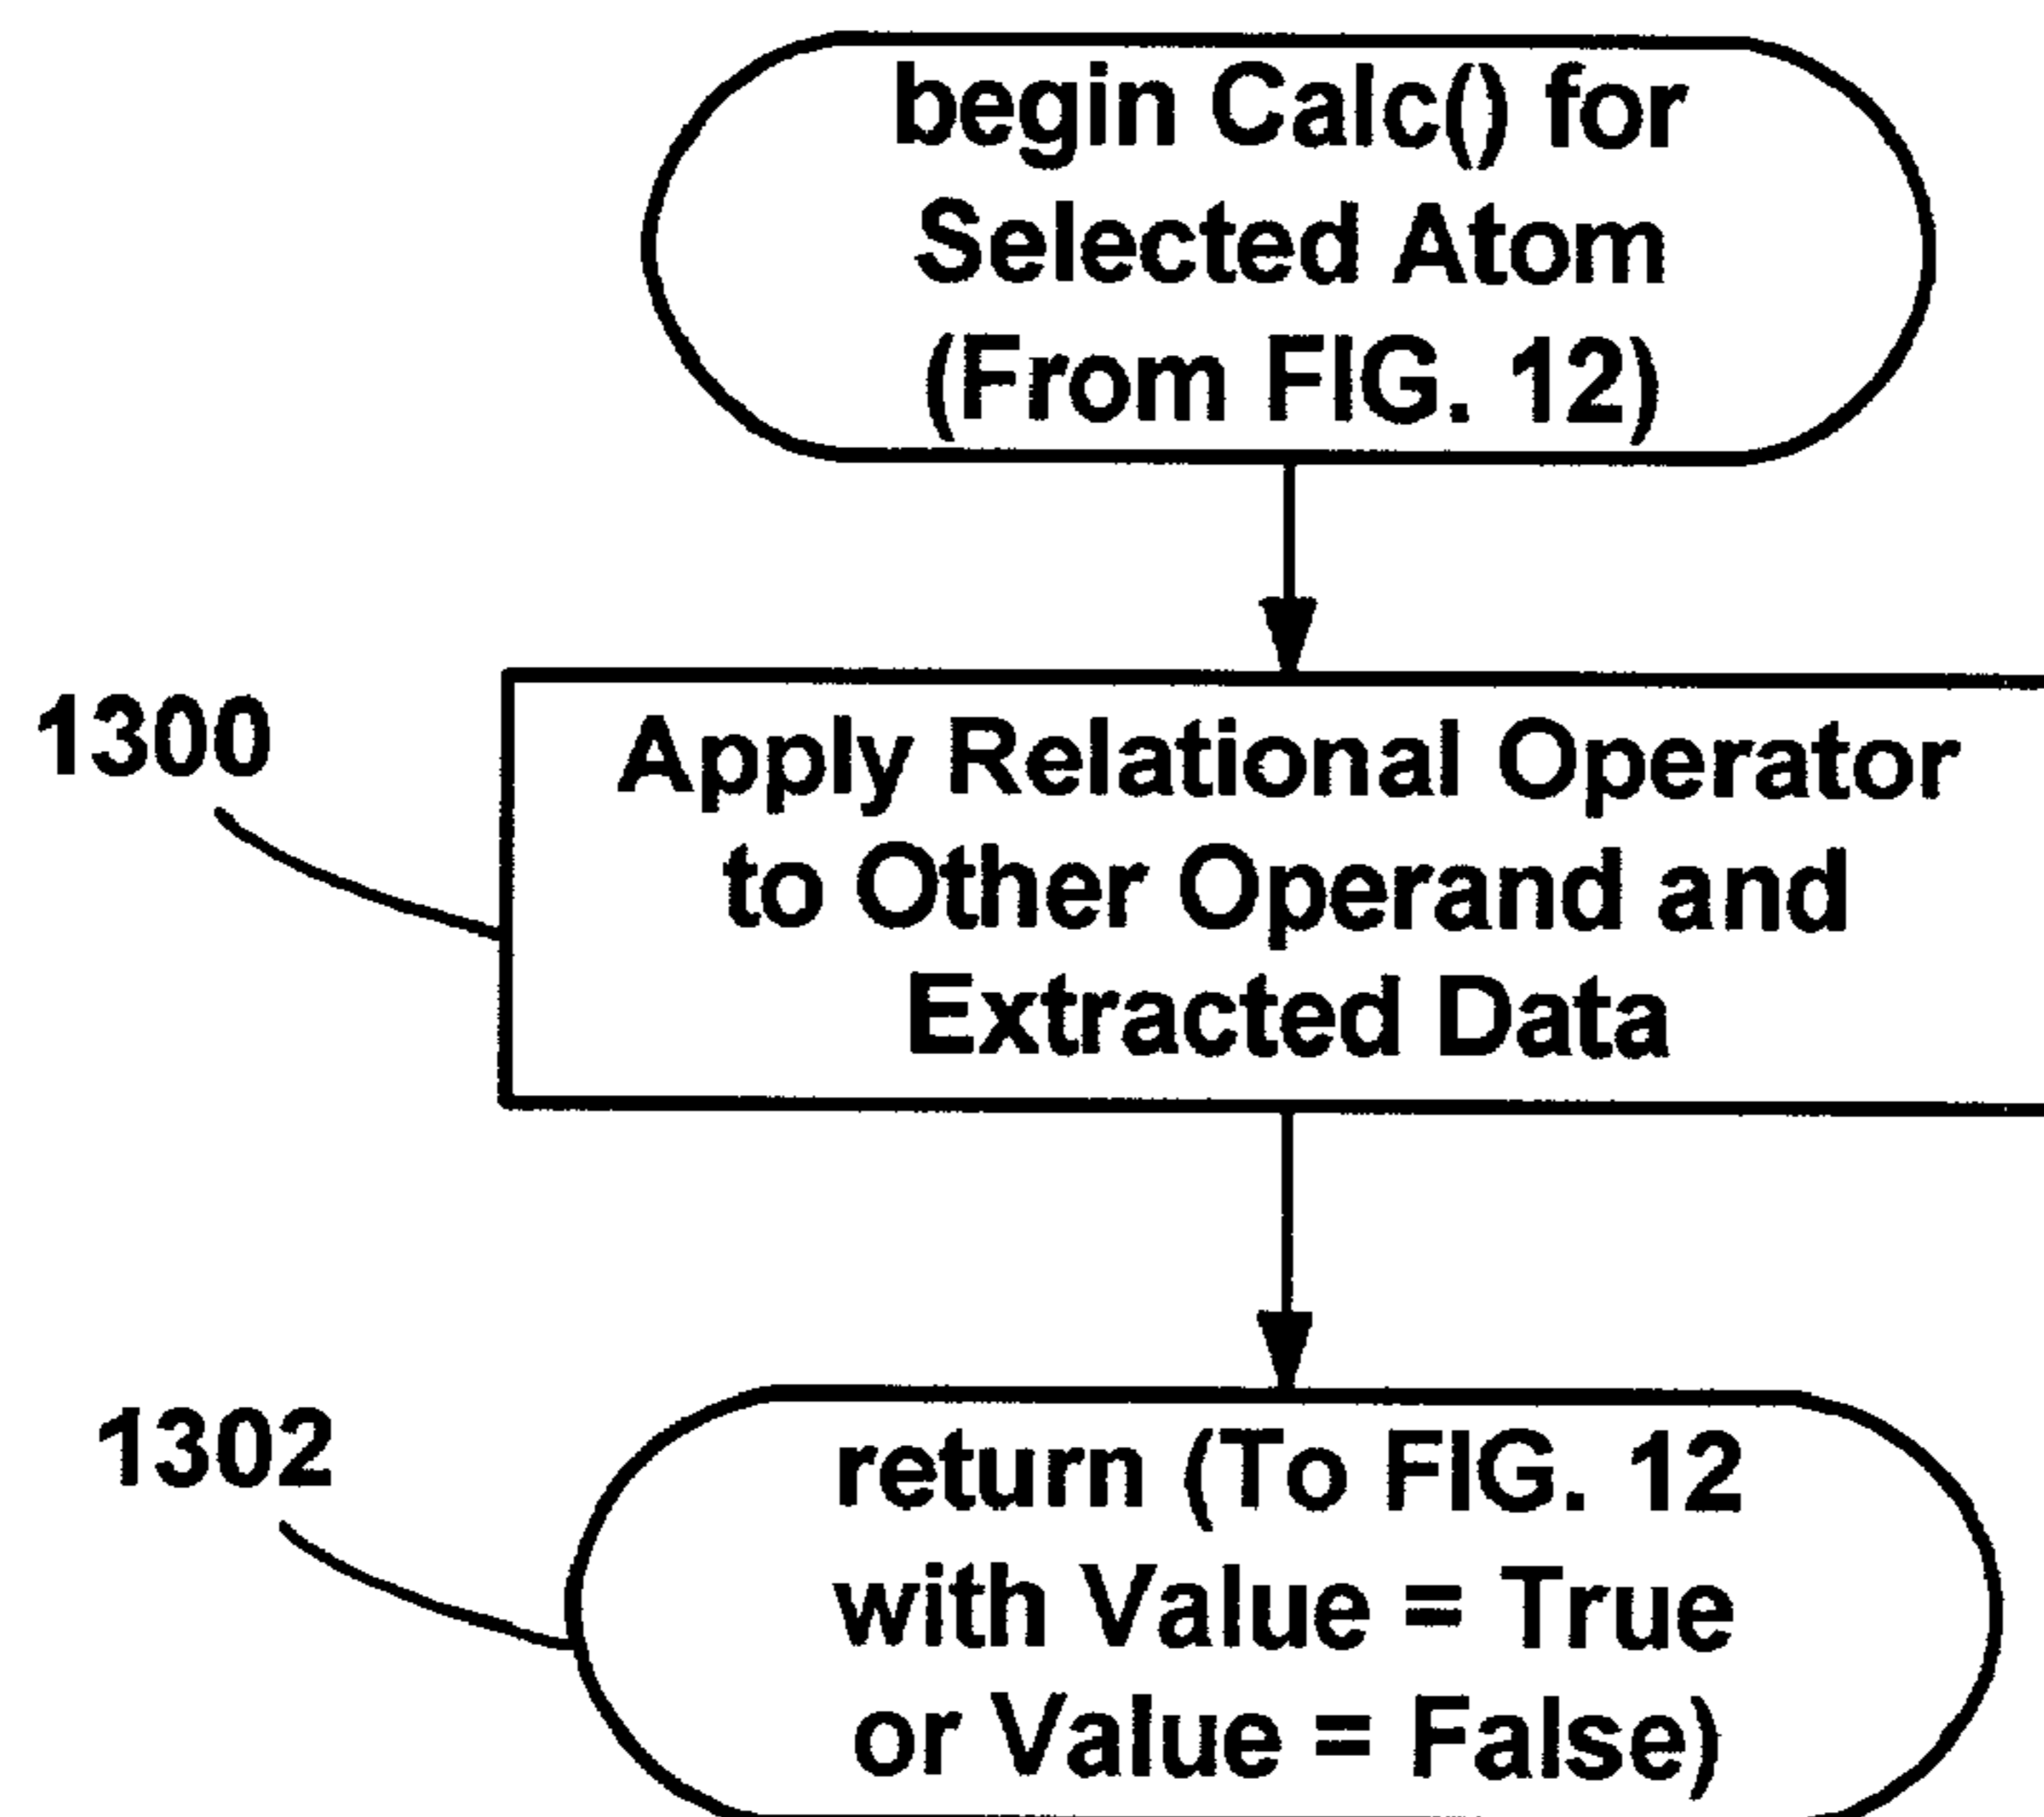 begin Calc() for
Selected Atom
(From FIG. 12)
1300
Apply Relational Operator
to Other Operand and
Extracted Data
1302
return (To FIG. 12
with Value = True
or Value = False)